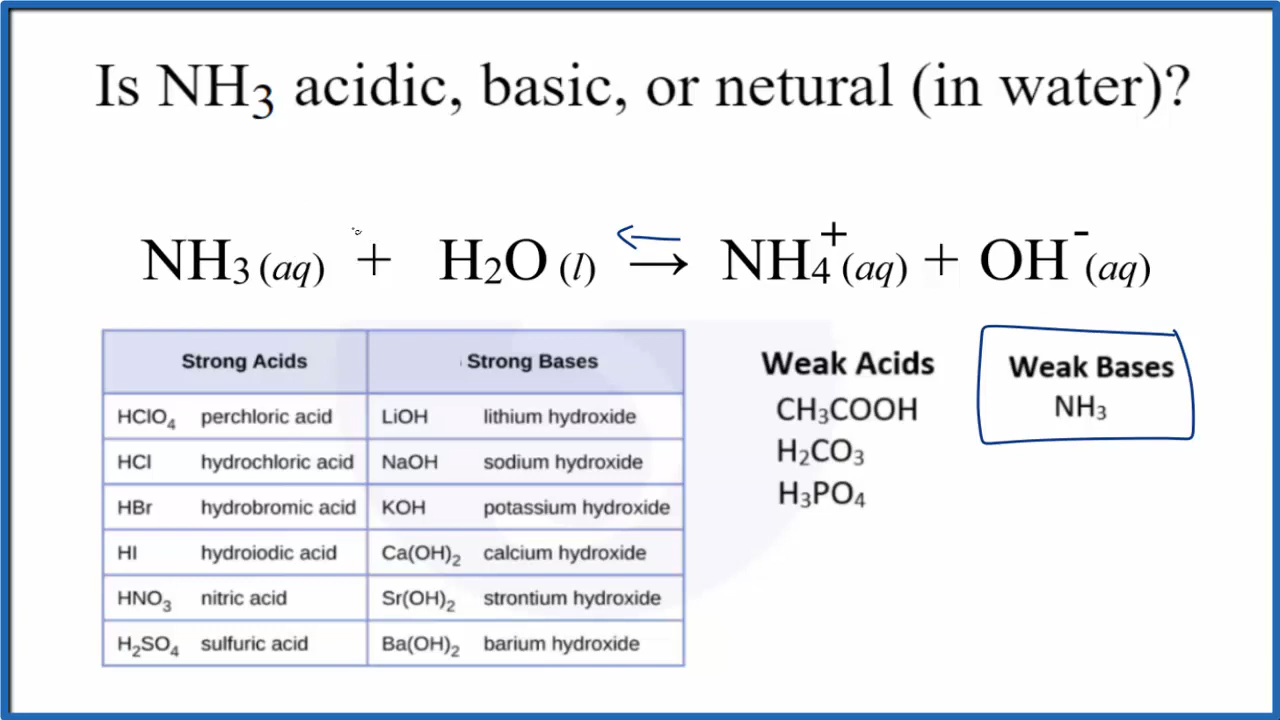 Is NH₃ acidic, basic, or netural (in water)?
NH₃ (aq) + H₂O (l) → NH₄⁺ (aq) + OH⁻ (aq)
Strong Acids Strong Bases
HClO₄ perchloric acid LiOH lithium hydroxide
HCl hydrochloric acid NaOH sodium hydroxide
HBr hydrobromic acid KOH potassium hydroxide
HI hydroiodic acid Ca(OH)₂ calcium hydroxide
HNO₃ nitric acid Sr(OH)₂ strontium hydroxide
H₂SO₄ sulfuric acid Ba(OH)₂ barium hydroxide
Weak Acids
CH₃COOH
H₂CO₃
H₃PO₄
Weak Bases
NH₃